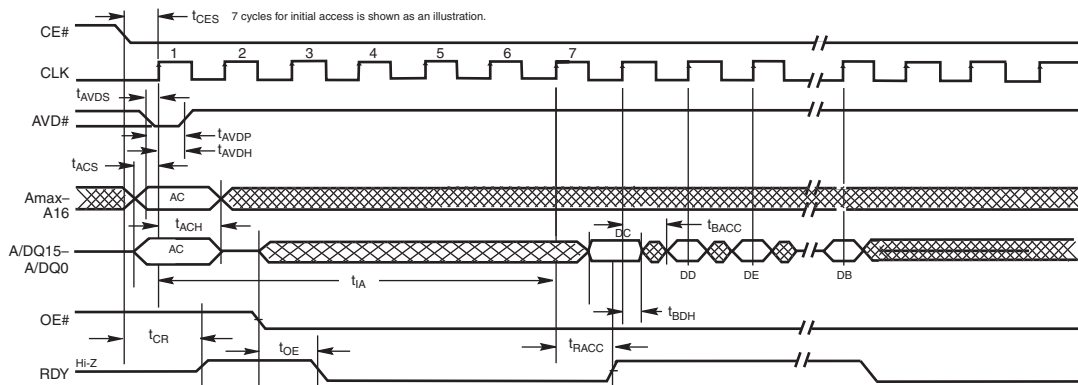 tCES 7 cycles for initial access is shown as an illustration.
CE#
1 2 3 4 5 6 7
CLK
tAVDS
AVD#
tAVDP
tAVDH
tACS
Amax–
A16
AC
tACH
tBACC
A/DQ15–
A/DQ0
AC
DC
DD DE DB
tIA
tBDH
OE#
tCR
tOE
tRACC
Hi-Z
RDY